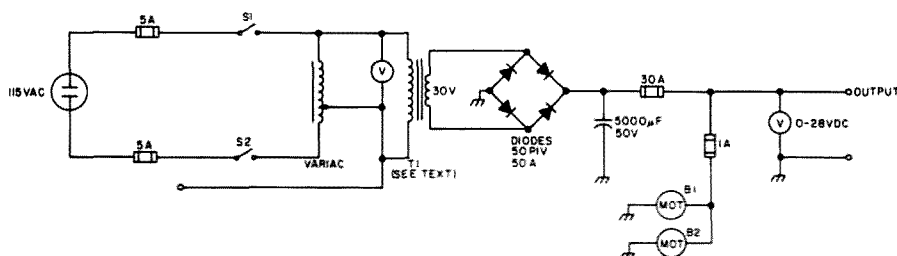 5A
S1
115VAC
V
5A
S2
VARIAC
T1
(SEE TEXT)
30V
DIODES
50 PIV
50 A
5000μF
50V
30A
OUTPUT
V
0-28VDC
1A
B1
MOT
B2
MOT